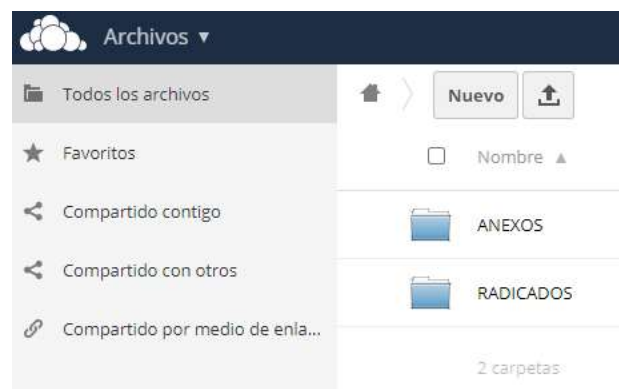 Archivos ▾
Todos los archivos
Favoritos
Compartido contigo
Compartido con otros
Compartido por medio de enla...
Nuevo
Nombre ▲
ANEXOS
RADICADOS
2 carpetas